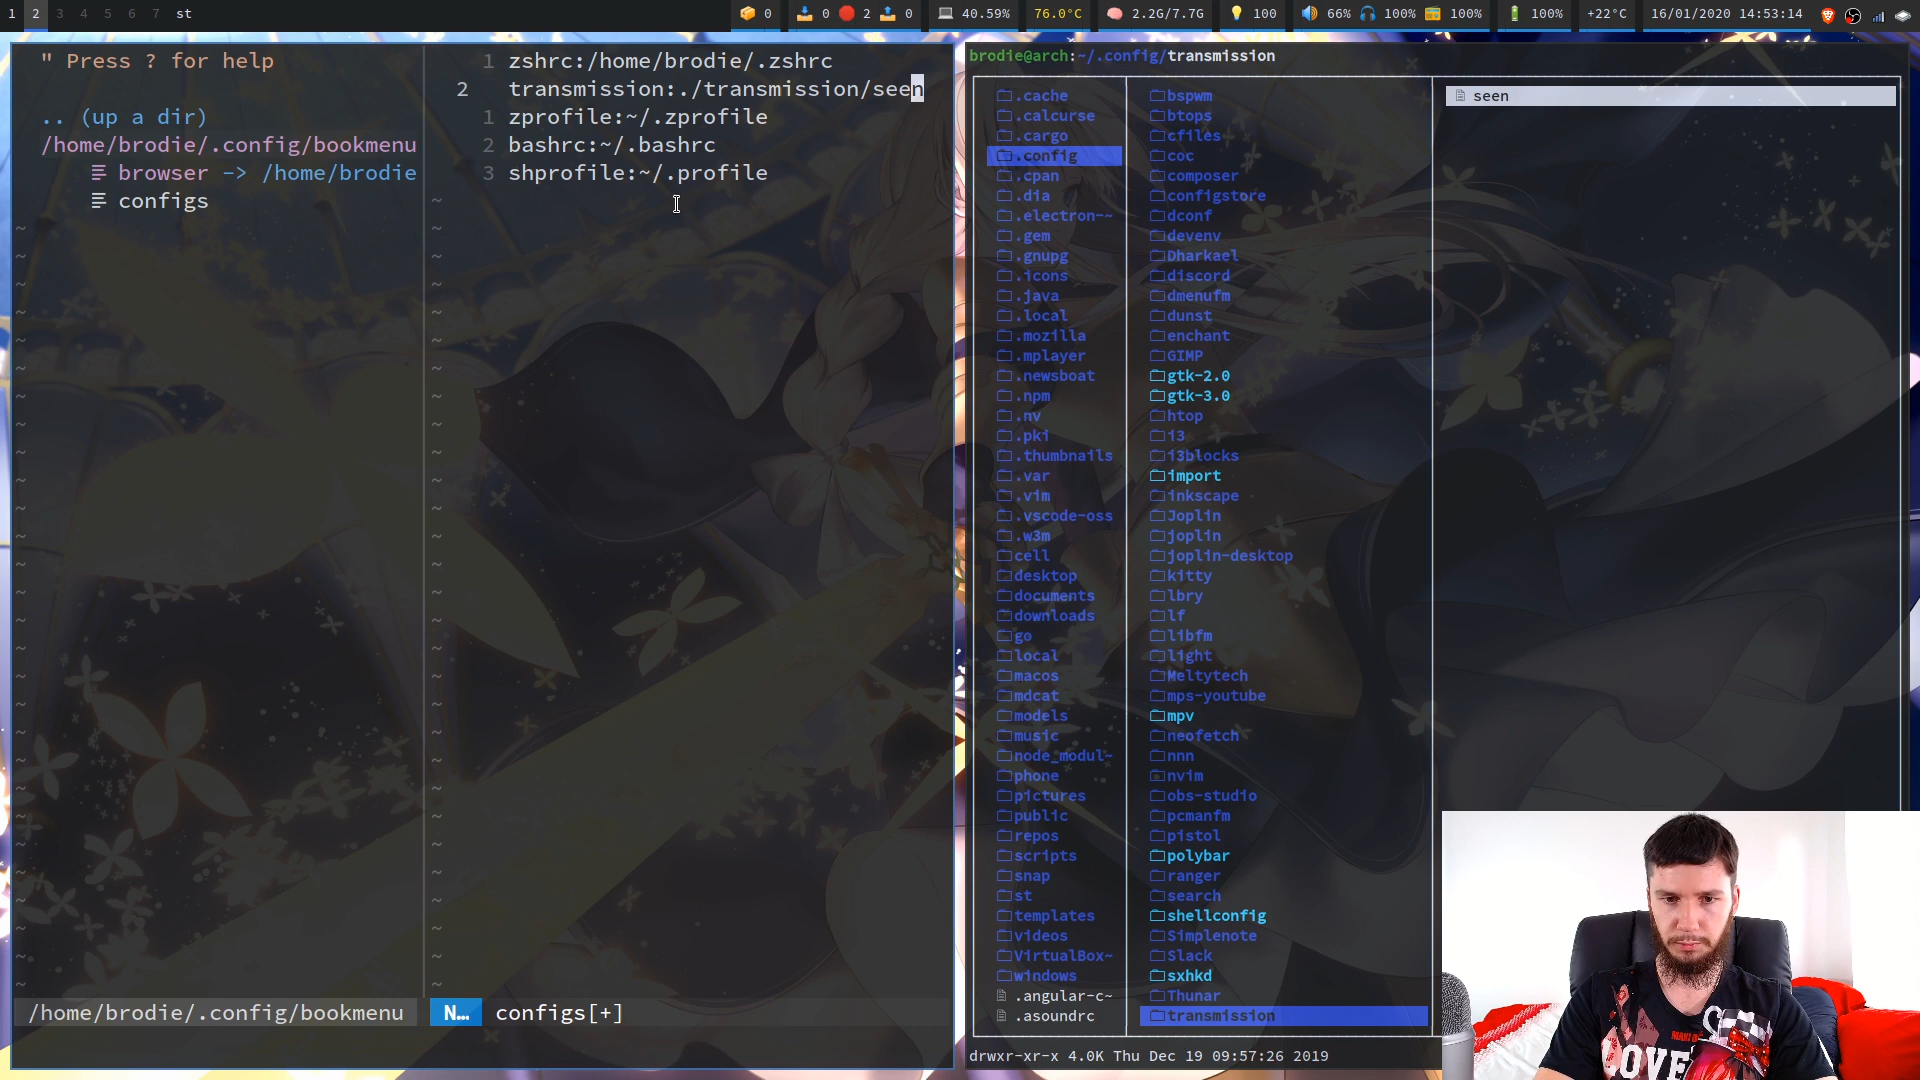 1 2 3 4 5 6 7 st 0 0 2 0 40.59% 76.0°C 2.2G/7.7G 100 66% 100% 100% 100% +22°C 16/01/2020 14:53:14
" Press ? for help
.. (up a dir)
/home/brodie/.config/bookmenu
browser -> /home/brodie
configs
1 zshrc:/home/brodie/.zshrc
2 transmission:./transmission/seen
1 zprofile:~/.zprofile
2 bashrc:~/.bashrc
3 shprofile:~/.profile
/home/brodie/.config/bookmenu N… configs[+]
brodie@arch:~/.config/transmission
.cache
.calcurse
.cargo
.config
.cpan
.dia
.electron-~
.gem
.gnupg
.icons
.java
.local
.mozilla
.mplayer
.newsboat
.npm
.nv
.pki
.thumbnails
.var
.vim
.vscode-oss
.w3m
cell
desktop
documents
downloads
go
local
macos
mdcat
models
music
node_modul~
phone
pictures
public
repos
scripts
snap
st
templates
videos
VirtualBox~
windows
.angular-c~
.asoundrc
bspwm
btops
cfiles
coc
composer
configstore
dconf
devenv
Dharkael
discord
dmenufm
dunst
enchant
GIMP
gtk-2.0
gtk-3.0
htop
i3
i3blocks
import
inkscape
Joplin
joplin
joplin-desktop
kitty
lbry
lf
libfm
light
Meltytech
mps-youtube
mpv
neofetch
nnn
nvim
obs-studio
pcmanfm
pistol
polybar
ranger
search
shellconfig
Simplenote
Slack
sxhkd
Thunar
transmission
seen
drwxr-xr-x 4.0K Thu Dec 19 09:57:26 2019